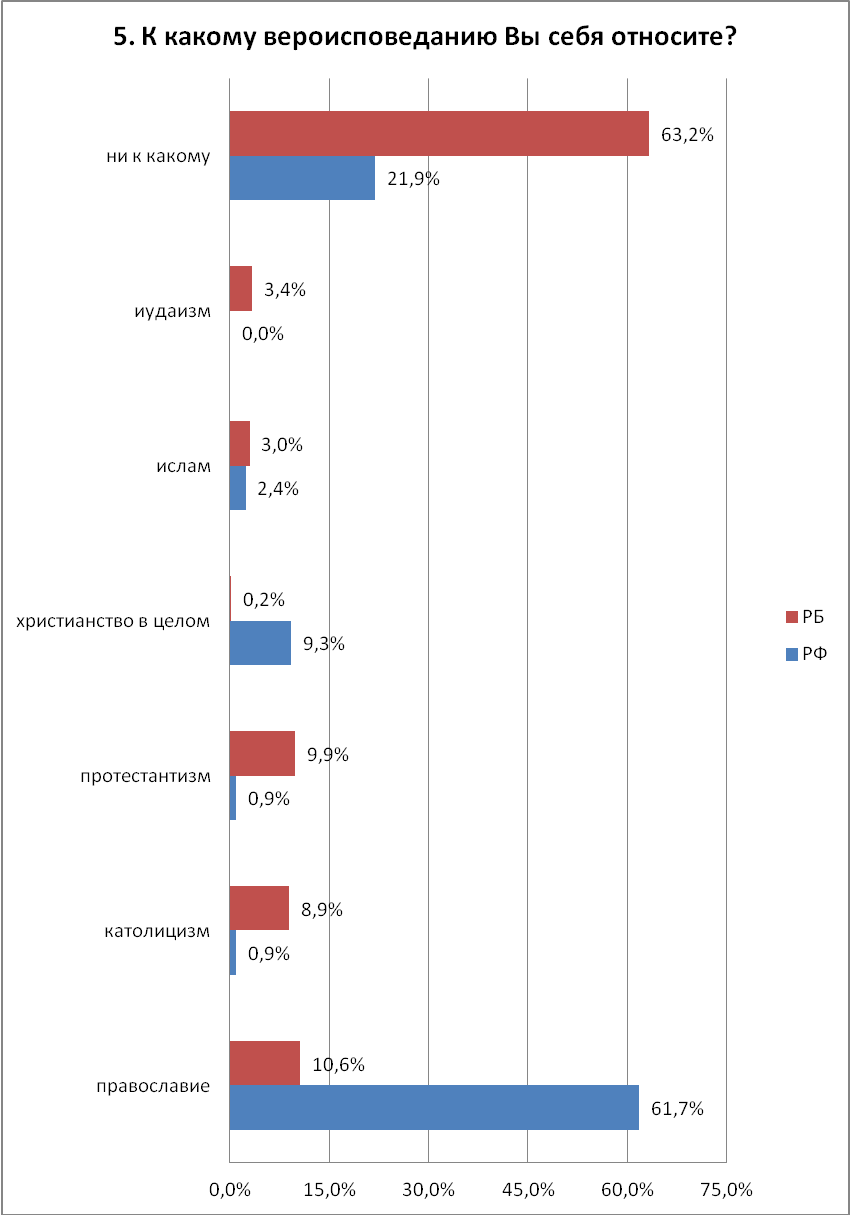 5. К какому вероисповеданию Вы себя относите?
ни к какому
63,2%
21,9%
иудаизм
3,4%
0,0%
ислам
3,0%
2,4%
христианство в целом
0,2%
9,3%
протестантизм
9,9%
0,9%
католицизм
8,9%
0,9%
православие
10,6%
61,7%
РБ
РФ
0,0% 15,0% 30,0% 45,0% 60,0% 75,0%